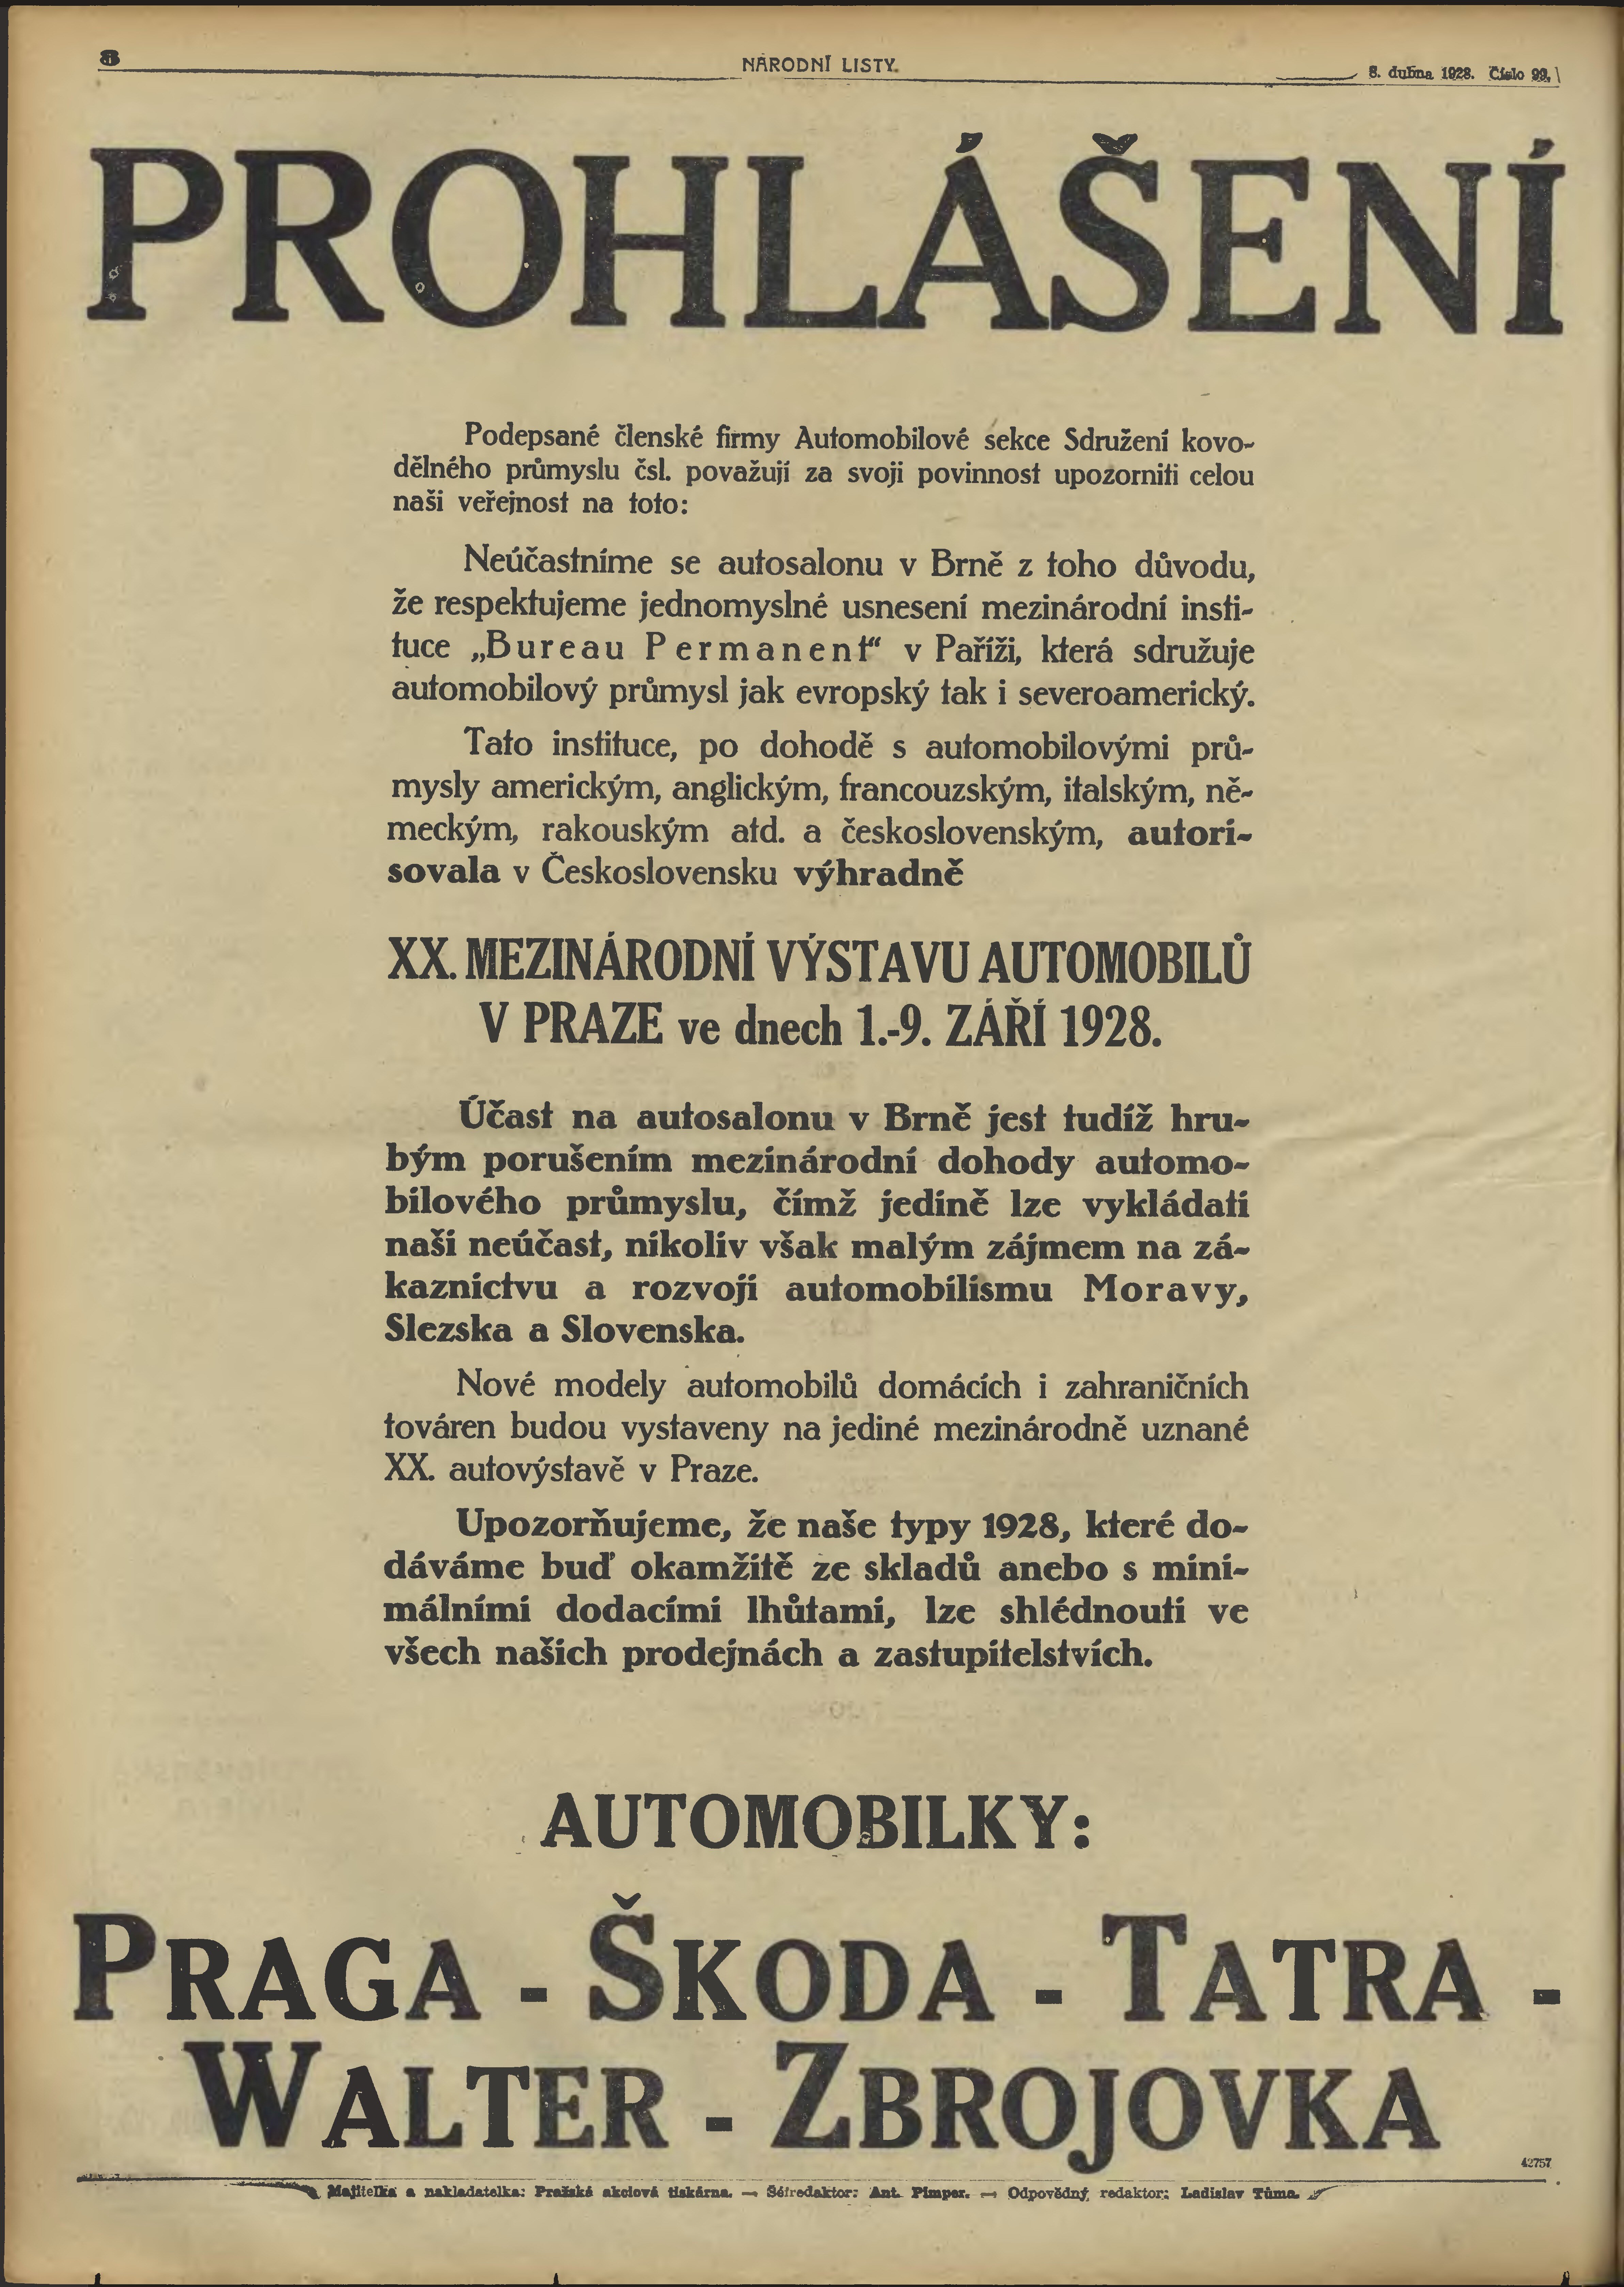 8
NÁRODNÍ LISTY.
8. dubna 1928. Číslo 99.
PROHLÁŠENÍ
Podepsané členské firmy Automobilové sekce Sdružení kovo-
dělného průmyslu čsl. považují za svoji povinnost upozorniti celou
naši veřejnost na toto:
Neúčastníme se autosalonu v Brně z toho důvodu,
že respektujeme jednomyslné usnesení mezinárodní insti-
tuce „Bureau Permanent“ v Paříži, která sdružuje
automobilový průmysl jak evropský tak i severoamerický.
Tato instituce, po dohodě s automobilovými prů-
mysly americkým, anglickým, francouzským, italským, ně-
meckým, rakouským atd. a československým, autori-
sovala v Československu výhradně
XX. MEZINÁRODNÍ VÝSTAVU AUTOMOBILŮ
V PRAZE ve dnech 1.-9. ZÁŘÍ 1928.
Účast na autosalonu v Brně jest tudíž hru-
bým porušením mezinárodní dohody automo-
bilového průmyslu, čímž jedině lze vykládati
naši neúčast, nikoliv však malým zájmem na zá-
kaznictvu a rozvoji automobilismu Moravy,
Slezska a Slovenska.
Nové modely automobilů domácích i zahraničních
továren budou vystaveny na jediné mezinárodně uznané
XX. autovýstavě v Praze.
Upozorňujeme, že naše typy 1928, které do-
dáváme buď okamžitě ze skladů anebo s mini-
málními dodacími lhůtami, lze shlédnouti ve
všech našich prodejnách a zastupitelstvích.
AUTOMOBILKY:
PRAGA - ŠKODA - TATRA -
WALTER - ZBROJOVKA
42757
Majitelka a nakladatelka: Pražská akciová tiskárna. — Šéfredaktor: Ant. Pimper. — Odpovědný redaktor: Ladislav Tůma.